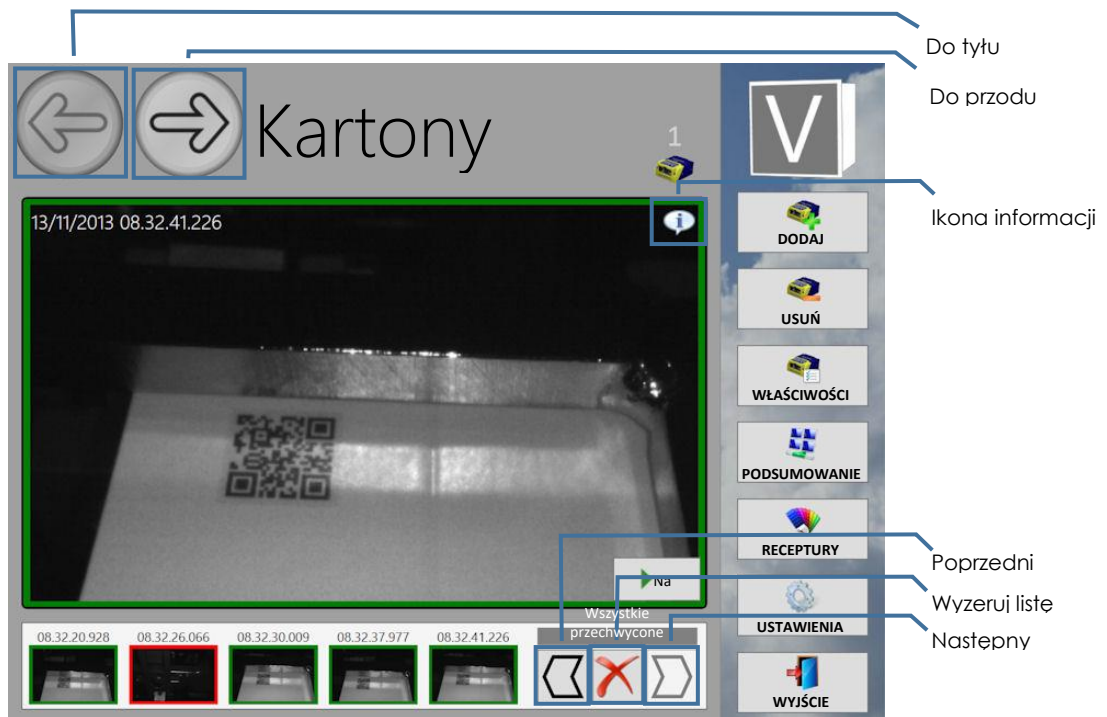 Do tyłu
Do przodu
Kartony
1
V
Ikona informacji
13/11/2013 08.32.41.226
DODAJ
USUŃ
WŁAŚCIWOŚCI
PODSUMOWANIE
RECEPTURY
Poprzedni
Na
Wyzeruj listę
Wszystkie
przechwycone
USTAWIENIA
Następny
08.32.20.928 08.32.26.066 08.32.30.009 08.32.37.977 08.32.41.226
WYJŚCIE